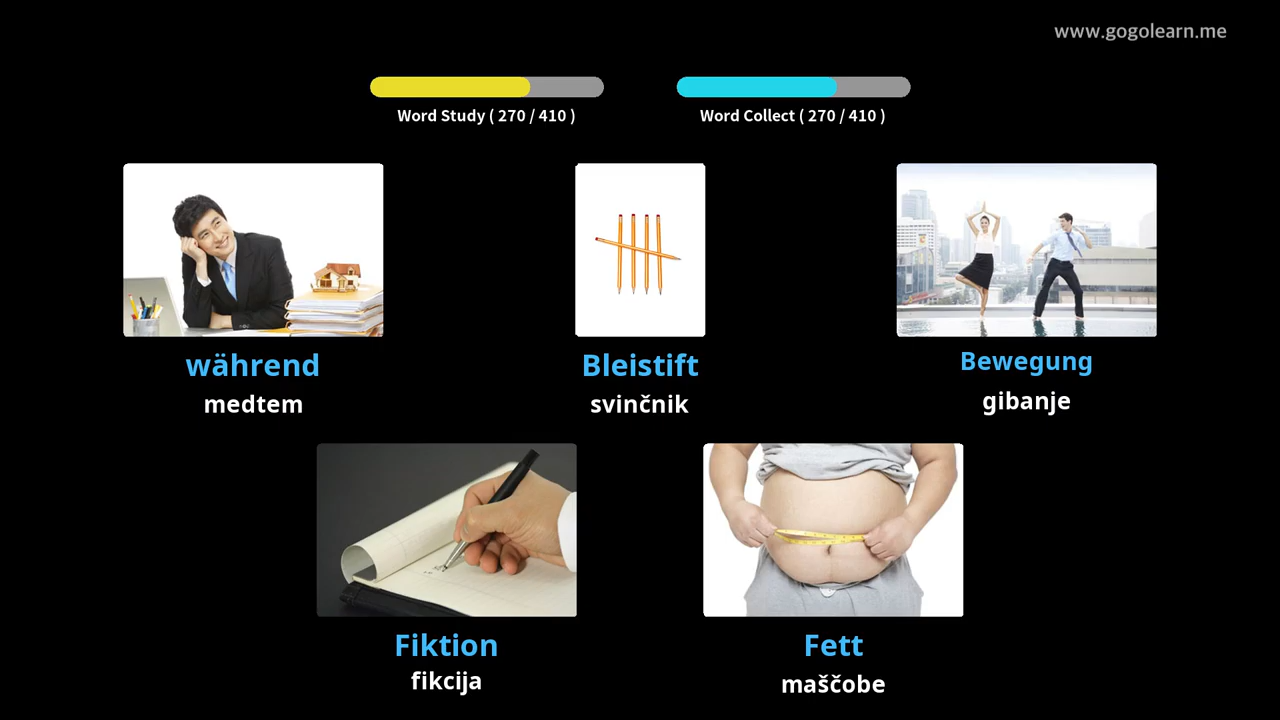 www.gogolearn.me
Word Study ( 270 / 410 )
Word Collect ( 270 / 410 )
während
medtem
Bleistift
svinčnik
Bewegung
gibanje
Fiktion
fikcija
Fett
maščobe